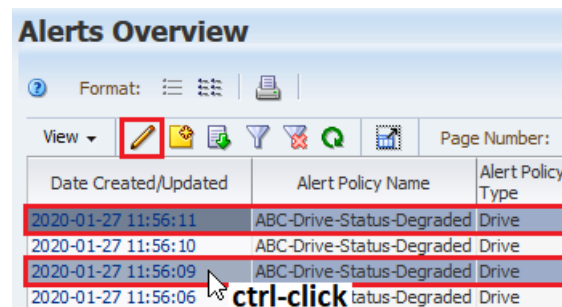 Alerts Overview
Format:
View Page Number:
Date Created/Updated Alert Policy Name Alert Policy Type
2020-01-27 11:56:11 ABC-Drive-Status-Degraded Drive
2020-01-27 11:56:10 ABC-Drive-Status-Degraded Drive
2020-01-27 11:56:09 ABC-Drive-Status-Degraded Drive
2020-01-27 11:56:06 ctrl-click tatus-Degraded Drive